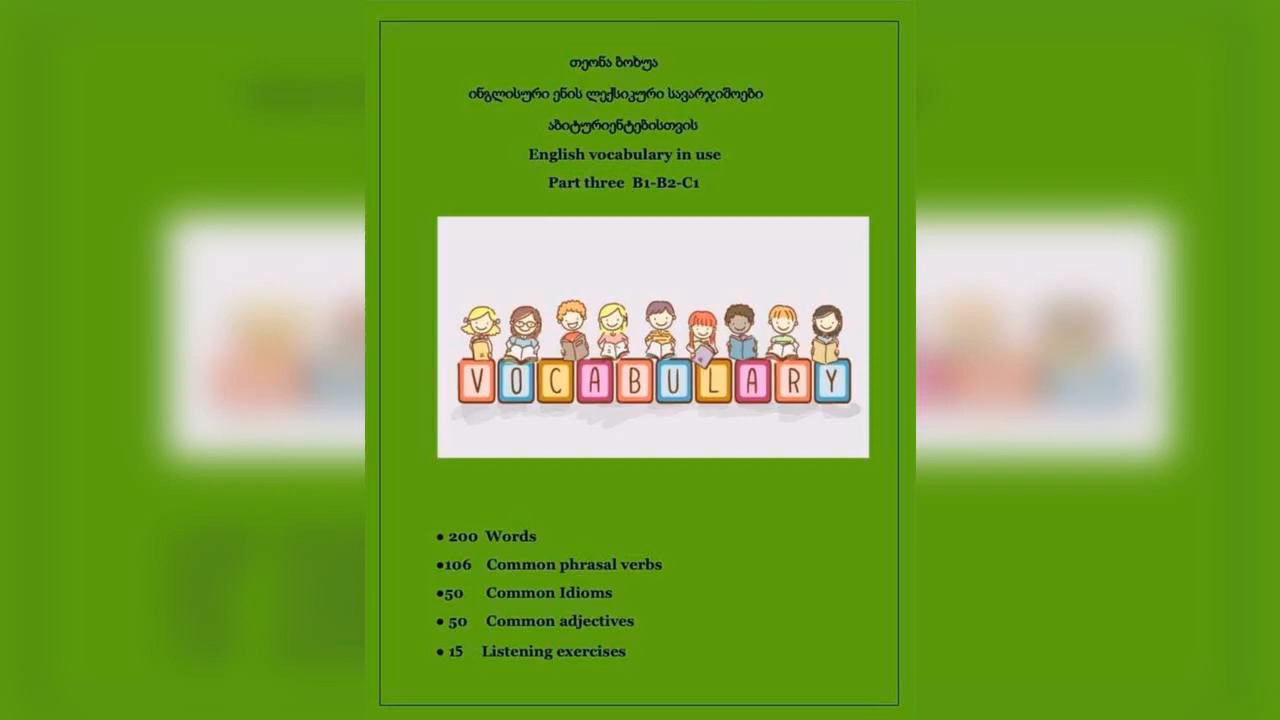 თეონა ბოხუა
ინგლისური ენის ლექსიკური სავარჯიშოები
აბიტურიენტებისთვის
English vocabulary in use
Part three B1-B2-C1
VOCABULARY
● 200 Words
●106 Common phrasal verbs
●50 Common Idioms
● 50 Common adjectives
● 15 Listening exercises